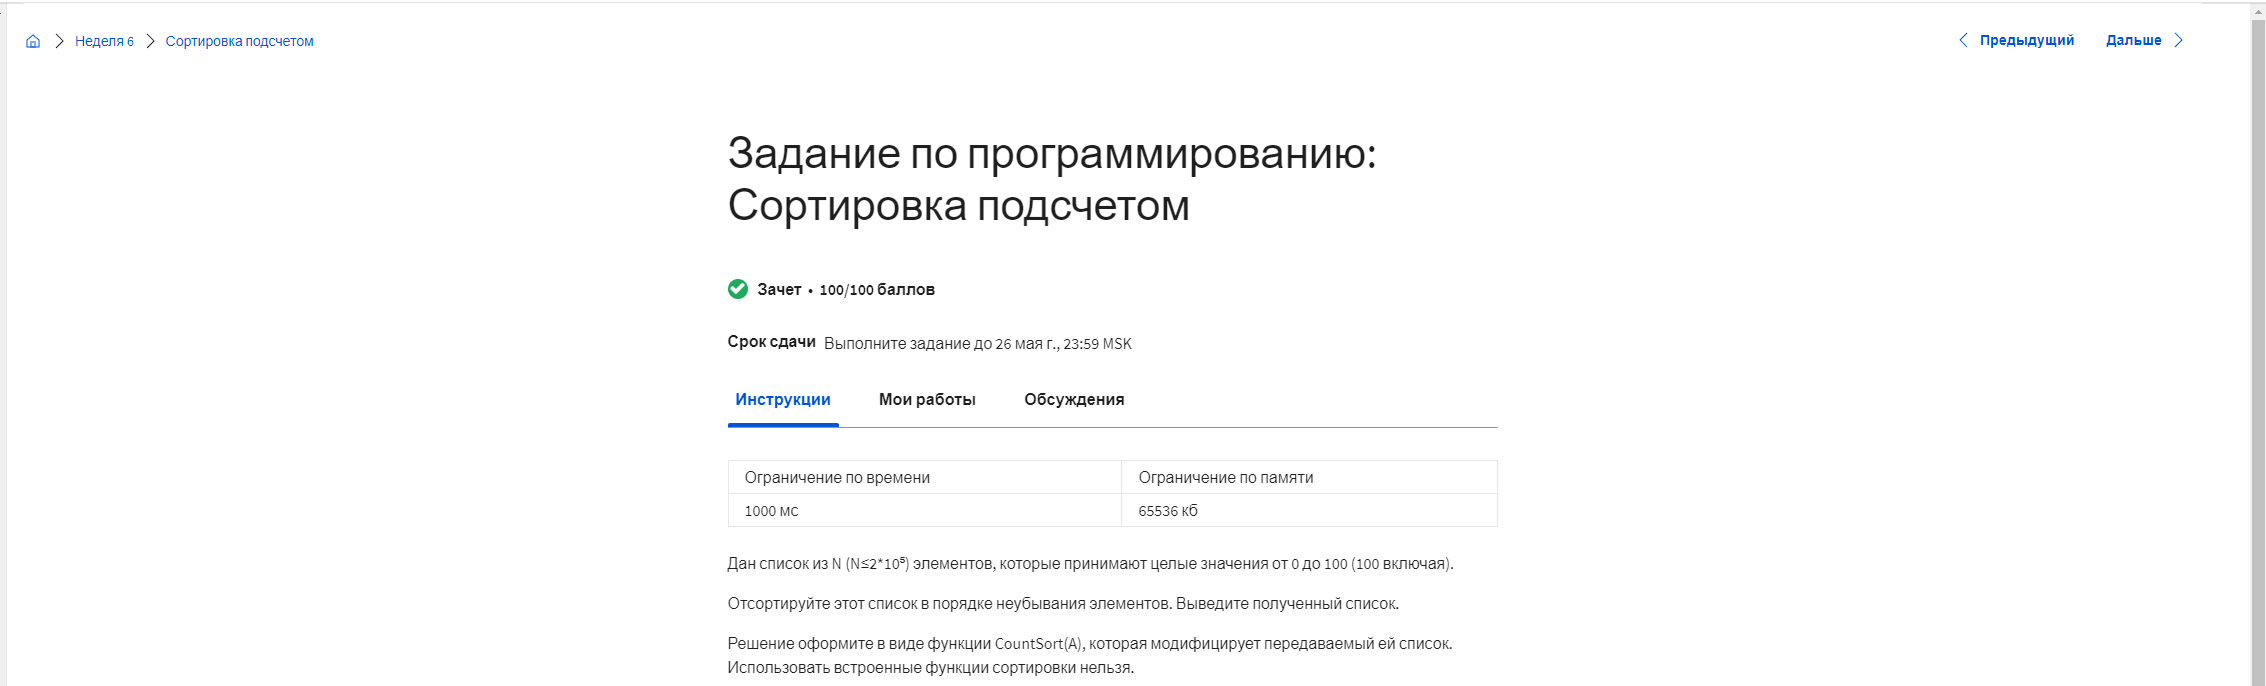 Неделя 6 Сортировка подсчетом Предыдущий Дальше
Задание по программированию:
Сортировка подсчетом
Зачет • 100/100 баллов
Срок сдачи Выполните задание до 26 мая г., 23:59 MSK
Инструкции Мои работы Обсуждения
Ограничение по времени Ограничение по памяти
1000 мс 65536 кб
Дан список из N (N≤2*10⁵) элементов, которые принимают целые значения от 0 до 100 (100 включая).
Отсортируйте этот список в порядке неубывания элементов. Выведите полученный список.
Решение оформите в виде функции CountSort(A), которая модифицирует передаваемый ей список.
Использовать встроенные функции сортировки нельзя.